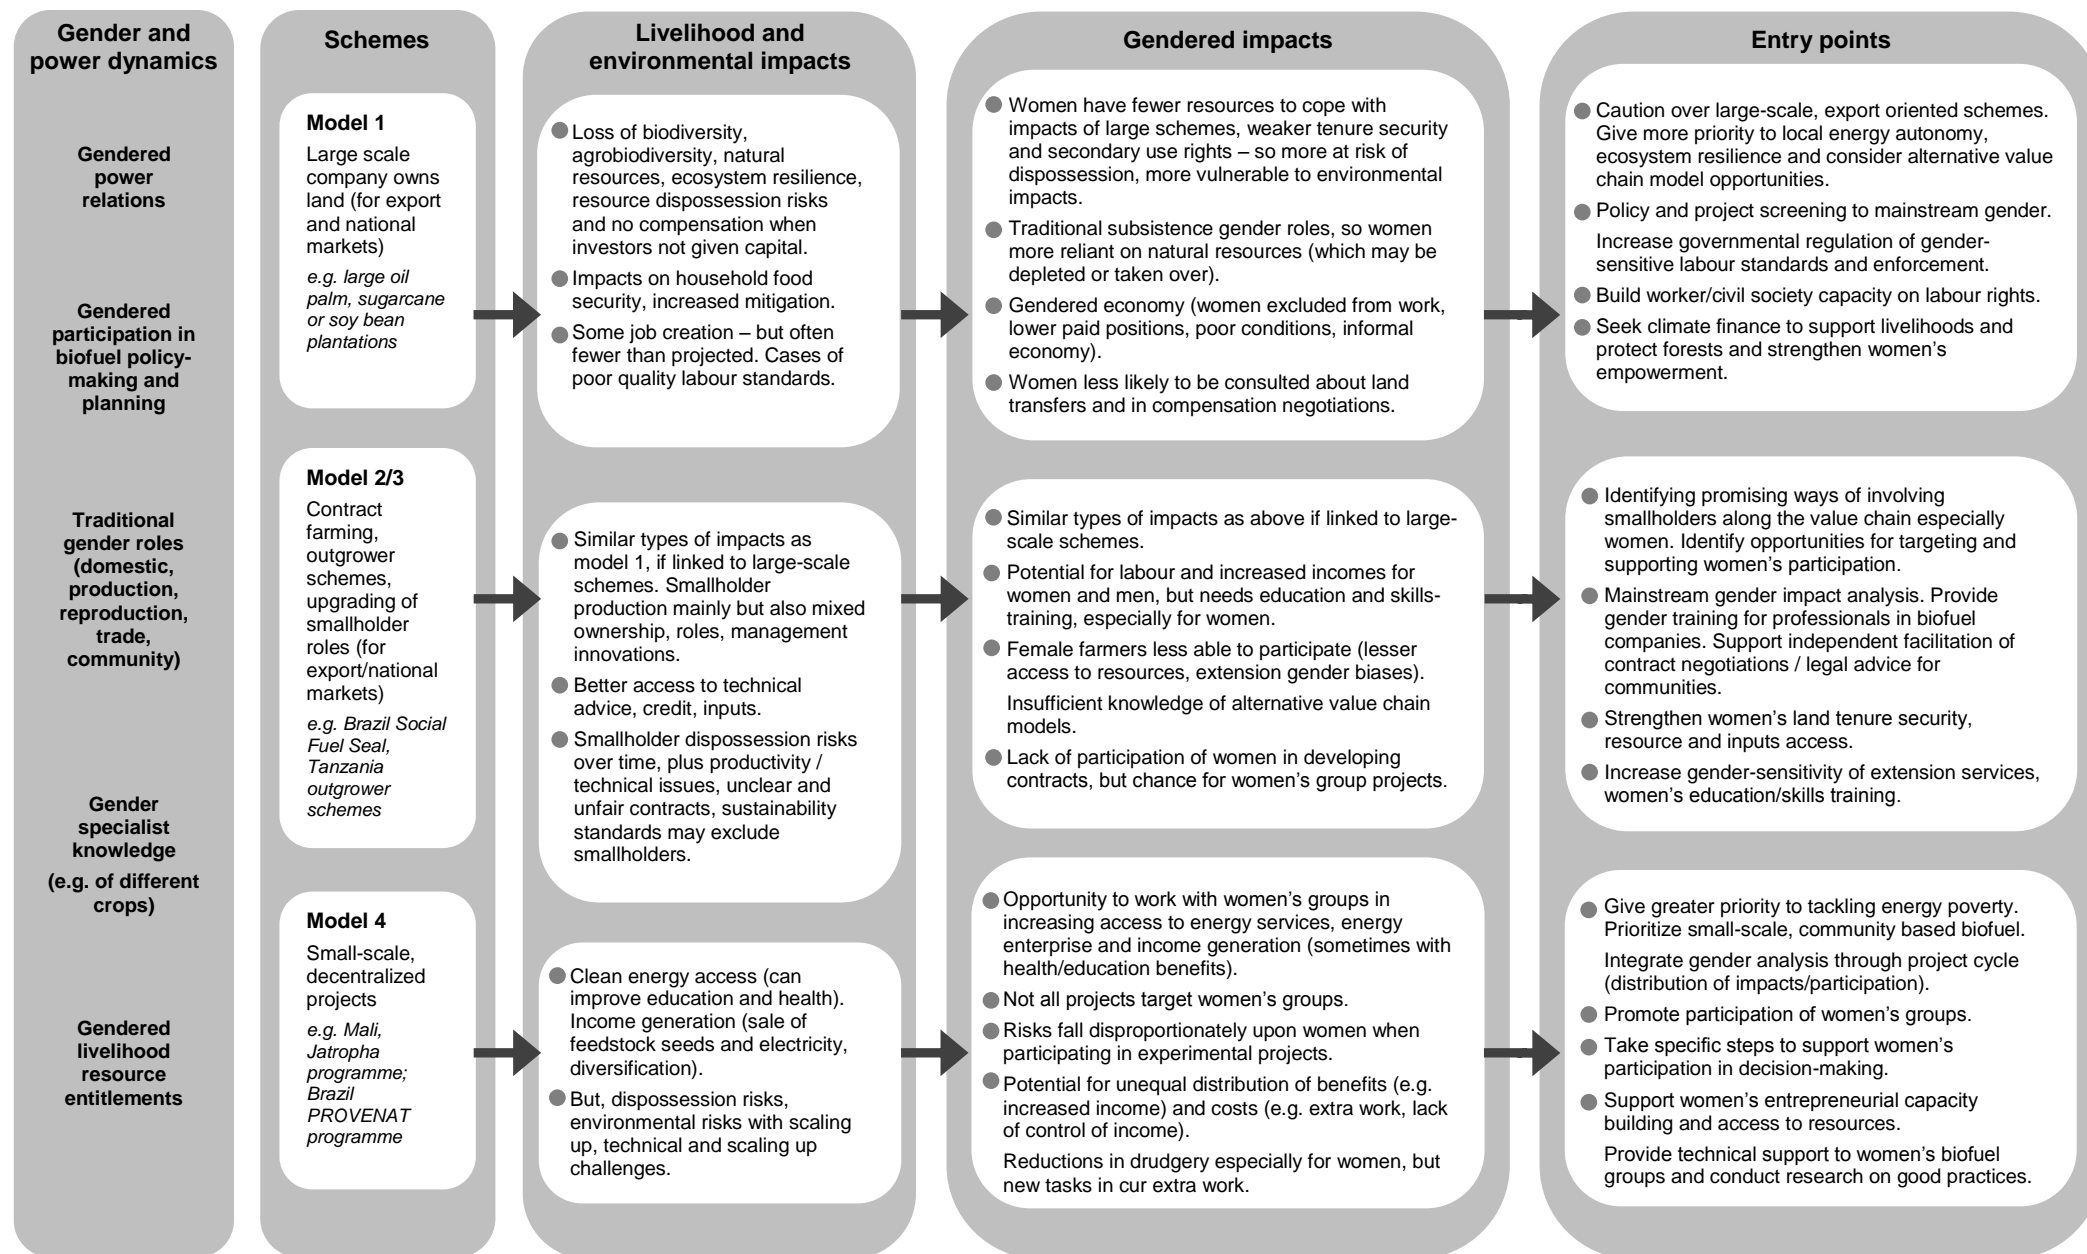 Gender and
power dynamics
Gendered
power
relations
Gendered
participation in
biofuel policy-
making and
planning
Traditional
gender roles
(domestic,
production,
reproduction,
trade,
community)
Gender
specialist
knowledge
(e.g. of different
crops)
Gendered
livelihood
resource
entitlements
Schemes
Model 1
Large scale
company owns
land (for export
and national
markets)
e.g. large oil
palm, sugarcane
or soy bean
plantations
Model 2/3
Contract
farming,
outgrower
schemes,
upgrading of
smallholder
roles (for
export/national
markets)
e.g. Brazil Social
Fuel Seal,
Tanzania
outgrower
schemes
Model 4
Small-scale,
decentralized
projects
e.g. Mali,
Jatropha
programme;
Brazil
PROVENAT
programme
Livelihood and
environmental impacts
● Loss of biodiversity,
agrobiodiversity, natural
resources, ecosystem resilience,
resource dispossession risks
and no compensation when
investors not given capital.
● Impacts on household food
security, increased mitigation.
● Some job creation – but often
fewer than projected. Cases of
poor quality labour standards.
● Similar types of impacts as
model 1, if linked to large-scale
schemes. Smallholder
production mainly but also mixed
ownership, roles, management
innovations.
● Better access to technical
advice, credit, inputs.
● Smallholder dispossession risks
over time, plus productivity /
technical issues, unclear and
unfair contracts, sustainability
standards may exclude
smallholders.
● Clean energy access (can
improve education and health).
Income generation (sale of
feedstock seeds and electricity,
diversification).
● But, dispossession risks,
environmental risks with scaling
up, technical and scaling up
challenges.
Gendered impacts
● Women have fewer resources to cope with
impacts of large schemes, weaker tenure security
and secondary use rights – so more at risk of
dispossession, more vulnerable to environmental
impacts.
● Traditional subsistence gender roles, so women
more reliant on natural resources (which may be
depleted or taken over).
● Gendered economy (women excluded from work,
lower paid positions, poor conditions, informal
economy).
● Women less likely to be consulted about land
transfers and in compensation negotiations.
● Similar types of impacts as above if linked to large-
scale schemes.
● Potential for labour and increased incomes for
women and men, but needs education and skills-
training, especially for women.
● Female farmers less able to participate (lesser
access to resources, extension gender biases).
Insufficient knowledge of alternative value chain
models.
● Lack of participation of women in developing
contracts, but chance for women’s group projects.
● Opportunity to work with women’s groups in
increasing access to energy services, energy
enterprise and income generation (sometimes with
health/education benefits).
● Not all projects target women’s groups.
● Risks fall disproportionately upon women when
participating in experimental projects.
● Potential for unequal distribution of benefits (e.g.
increased income) and costs (e.g. extra work, lack
of control of income).
Reductions in drudgery especially for women, but
new tasks in cur extra work.
Entry points
● Caution over large-scale, export oriented schemes.
Give more priority to local energy autonomy,
ecosystem resilience and consider alternative value
chain model opportunities.
● Policy and project screening to mainstream gender.
Increase governmental regulation of gender-
sensitive labour standards and enforcement.
● Build worker/civil society capacity on labour rights.
● Seek climate finance to support livelihoods and
protect forests and strengthen women’s
empowerment.
● Identifying promising ways of involving
smallholders along the value chain especially
women. Identify opportunities for targeting and
supporting women’s participation.
● Mainstream gender impact analysis. Provide
gender training for professionals in biofuel
companies. Support independent facilitation of
contract negotiations / legal advice for
communities.
● Strengthen women’s land tenure security,
resource and inputs access.
● Increase gender-sensitivity of extension services,
women’s education/skills training.
● Give greater priority to tackling energy poverty.
Prioritize small-scale, community based biofuel.
Integrate gender analysis through project cycle
(distribution of impacts/participation).
● Promote participation of women’s groups.
● Take specific steps to support women’s
participation in decision-making.
● Support women’s entrepreneurial capacity
building and access to resources.
Provide technical support to women’s biofuel
groups and conduct research on good practices.